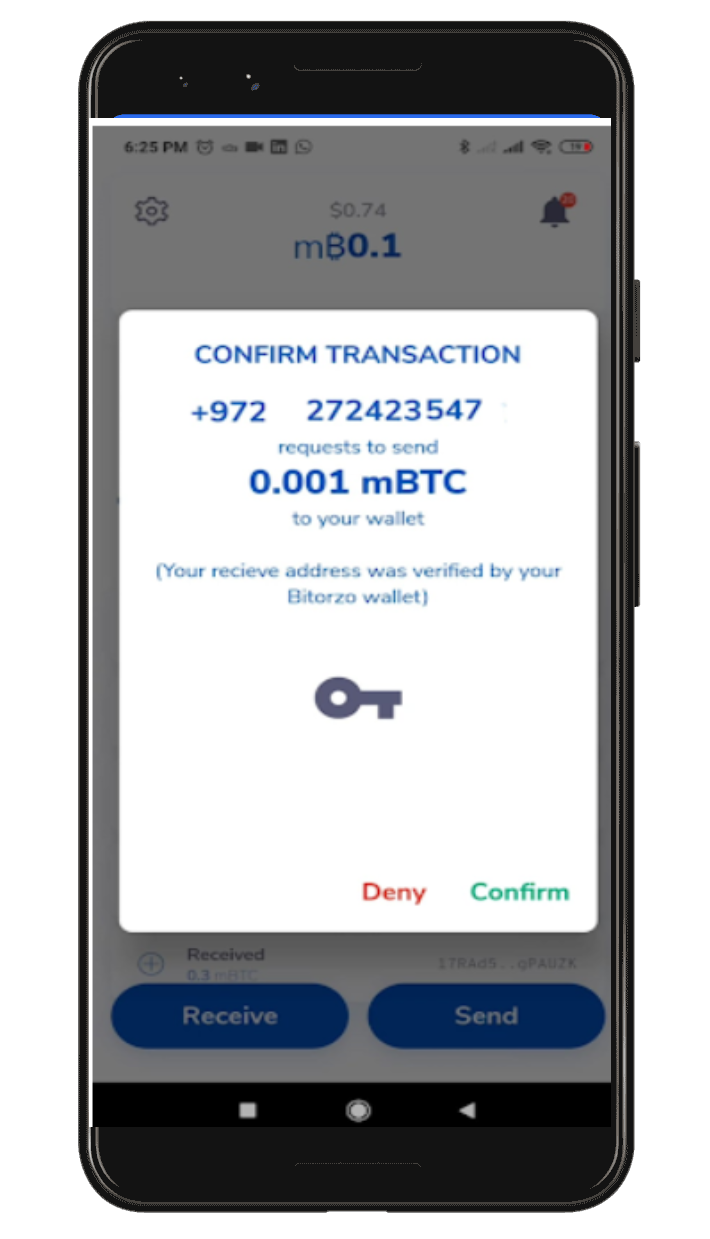 6:25 PM
19
$0.74
mɃ0.1
CONFIRM TRANSACTION
+972 272423547
requests to send
0.001 mBTC
to your wallet
(Your recieve address was verified by your
Bitorzo wallet)
Deny Confirm
Received 17RAd5..gPAUZK
0.3 mBTC
Receive Send